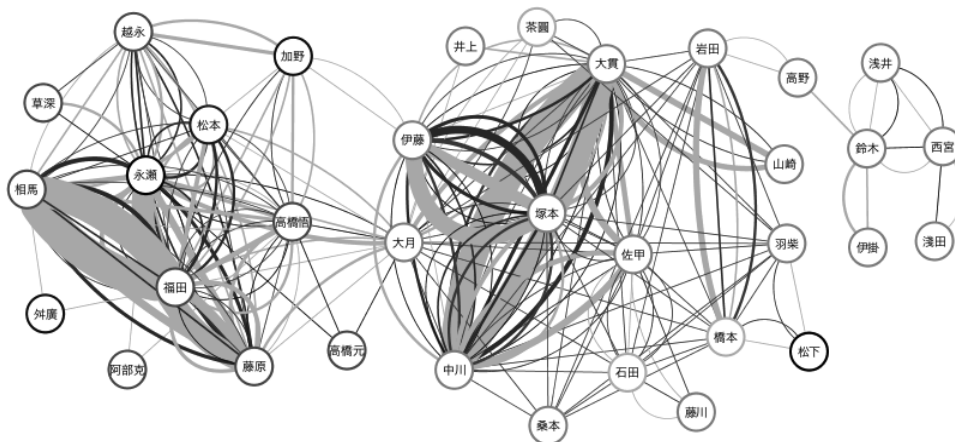 越永
加野
草深
松本
永瀬
相馬
高橋悟
福田
舛廣
阿部克
藤原
高橋元
大月
井上
茶圓
大貫
岩田
高野
伊藤
山崎
塚本
佐甲
羽柴
中川
橋本
松下
石田
桑本
藤川
浅井
鈴木
西宮
伊掛
淺田